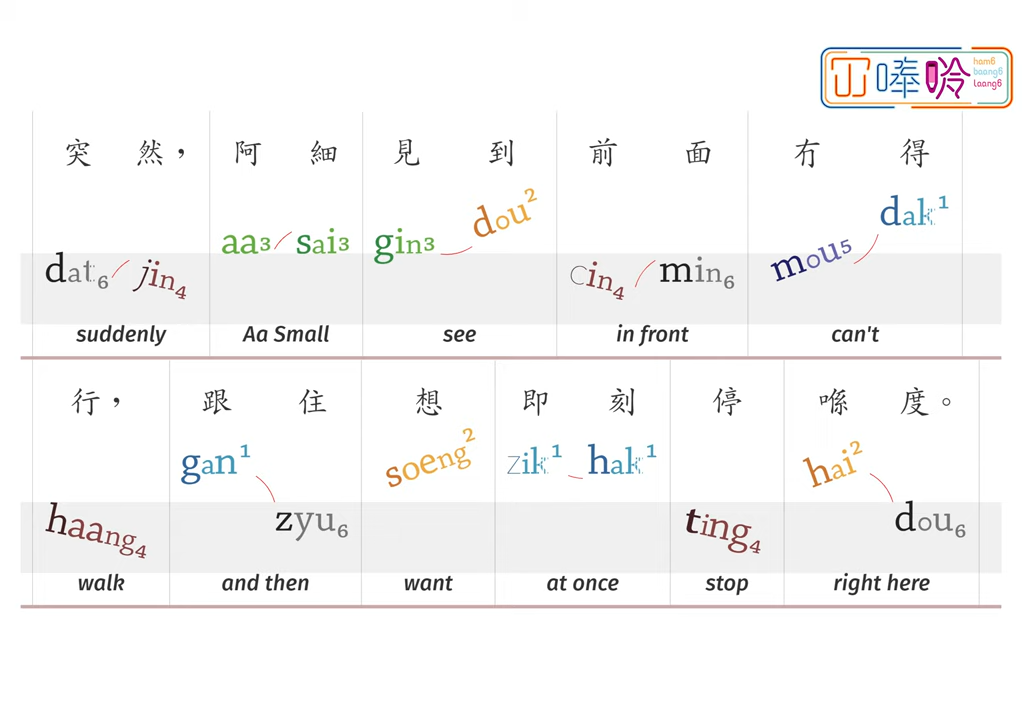 冚唪唥
ham6
baang6
laang6
突然， 阿細 見到 前面 冇得
dat6 jin4 aa3 sai3 gin3 dou2 cin4 min6 mou5 dak1
suddenly Aa Small see in front can't
行， 跟住 想 即刻 停 喺度。
haang4 gan1 zyu6 soeng2 zik1 hak1 ting4 hai2 dou6
walk and then want at once stop right here